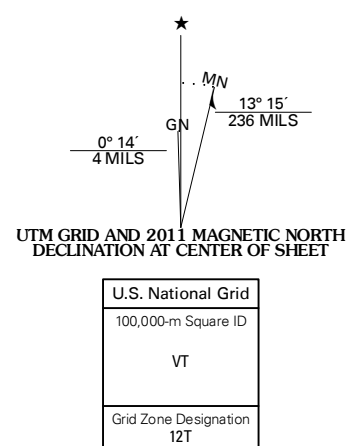 ★
MN
GN
13° 15´
236 MILS
0° 14´
4 MILS
UTM GRID AND 2011 MAGNETIC NORTH
DECLINATION AT CENTER OF SHEET
U.S. National Grid
100,000-m Square ID
VT
Grid Zone Designation
12T